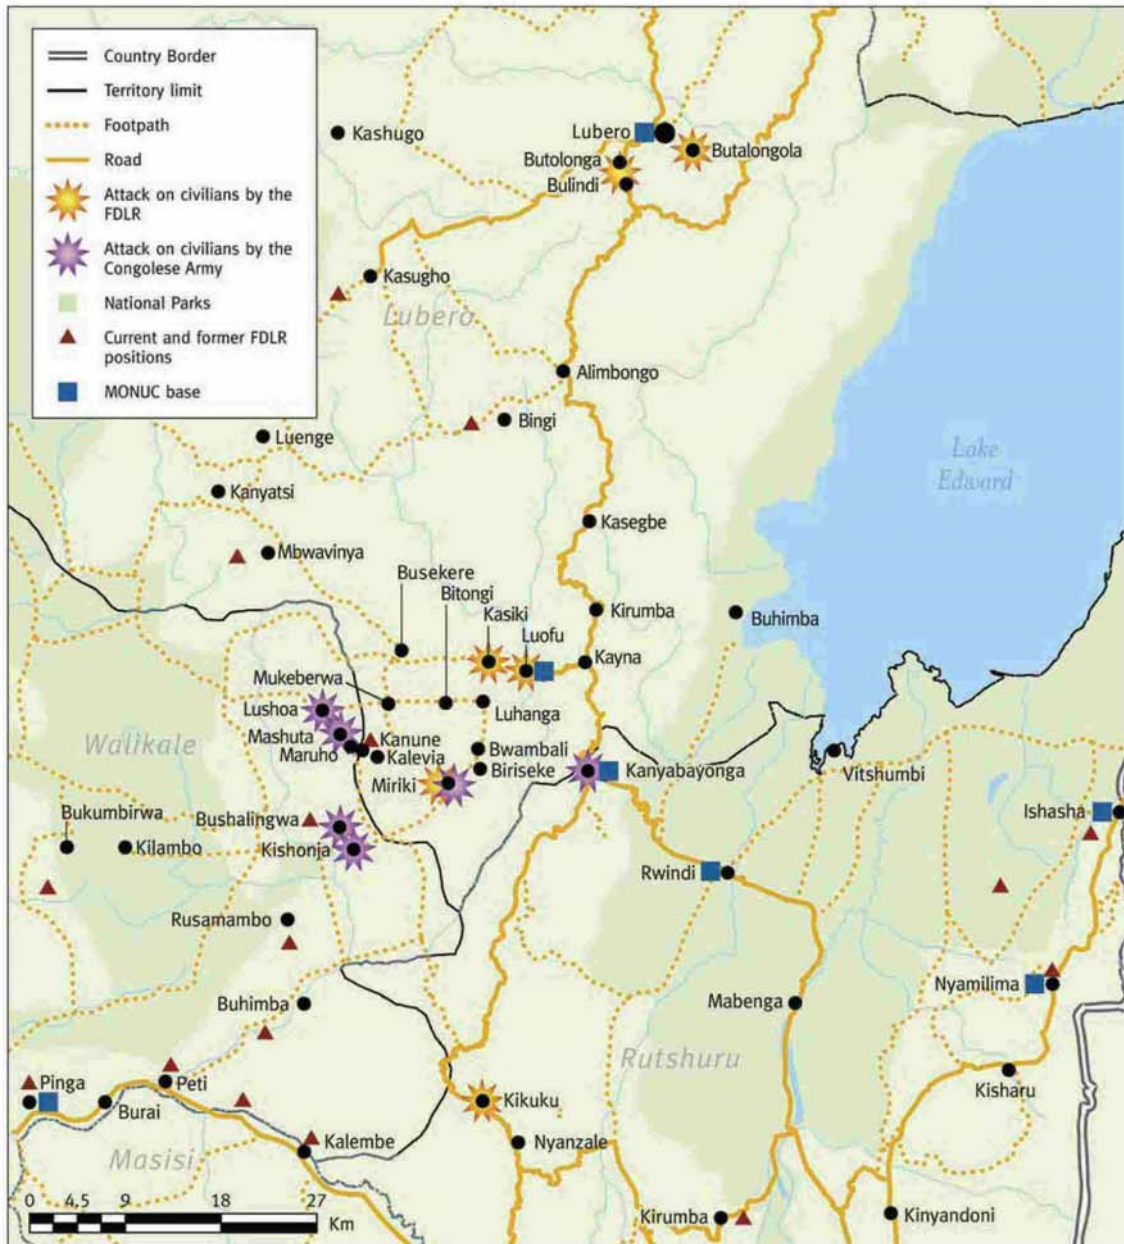 Country Border
Territory limit
Footpath
Road
Attack on civilians by the
FDLR
Attack on civilians by the
Congolese Army
National Parks
Current and former FDLR
positions
MONUC base
Kashugo
Lubero
Butalongola
Butolonga
Bulindi
Kasugho
Lubero
Alimbongo
Bingi
Luenge
Lake
Edward
Kanyatsi
Kasegbe
Mbwavinya
Busekere
Bitongi
Kasiki
Kirumba
Buhimba
Luofu
Kayna
Mukeberwa
Lushoa
Luhanga
Walikale
Mashuta
Kanune
Maruho
Kalevia
Bwambali
Biriseke
Kanyabayonga
Vitshumbi
Miriki
Bukumbirwa
Bushalingwa
Ishasha
Kilambo
Kishonja
Rwindi
Rusamambo
Nyamilima
Buhimba
Mabenga
Rutshuru
Pinga
Peti
Kisharu
Burai
Kikuku
Kalembe
Nyanzale
Masisi
0 4,5 9 18 27
Km
Kirumba
Kinyandoni